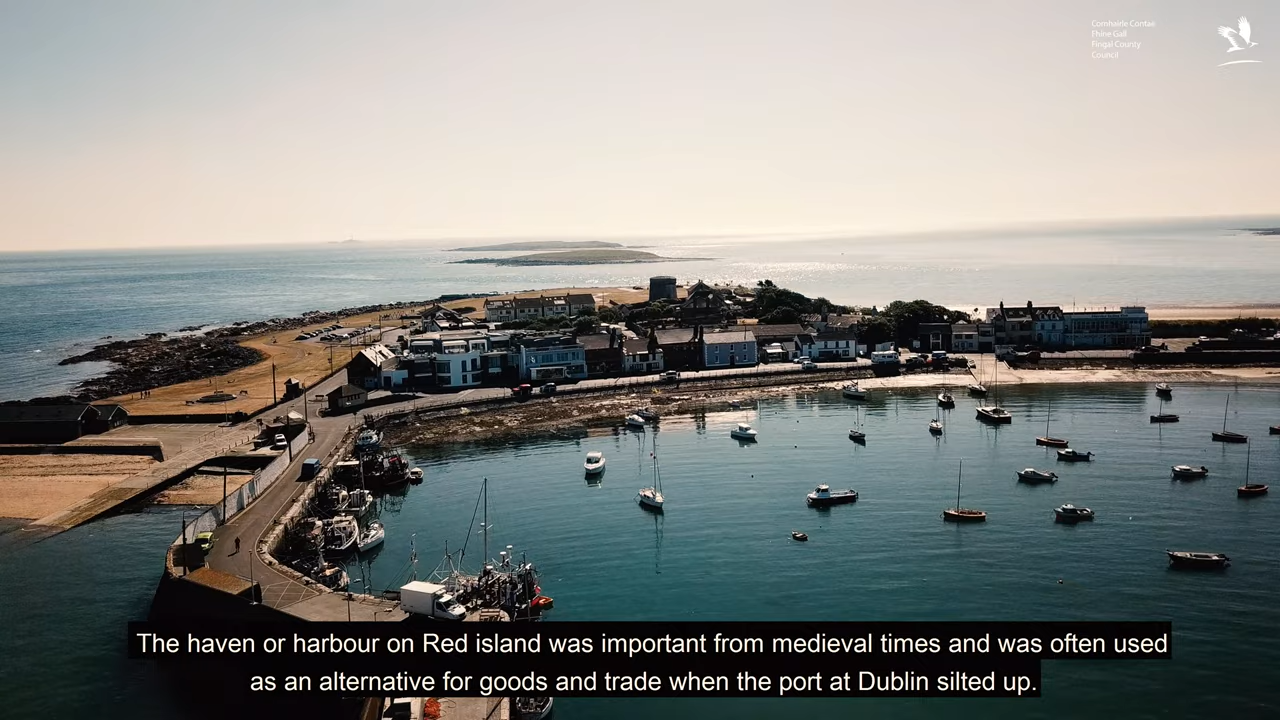 Comhairle Contae
Fhine Gall
Fingal County
Council
The haven or harbour on Red island was important from medieval times and was often used
as an alternative for goods and trade when the port at Dublin silted up.